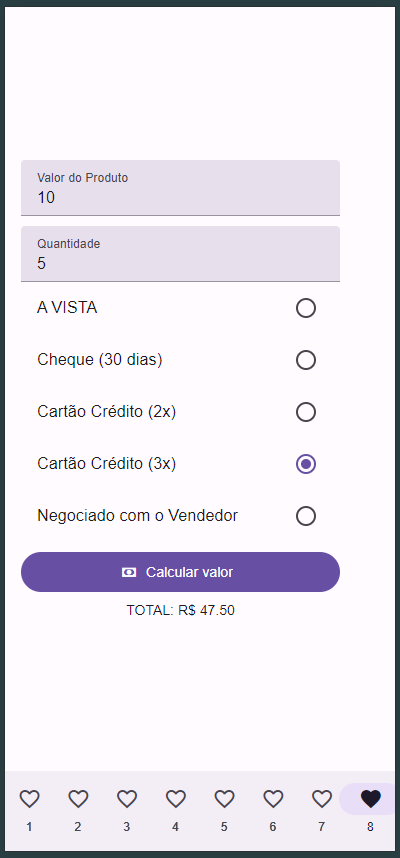 Valor do Produto
10
Quantidade
5
A VISTA
Cheque (30 dias)
Cartão Crédito (2x)
Cartão Crédito (3x)
Negociado com o Vendedor
Calcular valor
TOTAL: R$ 47.50
1 2 3 4 5 6 7 8